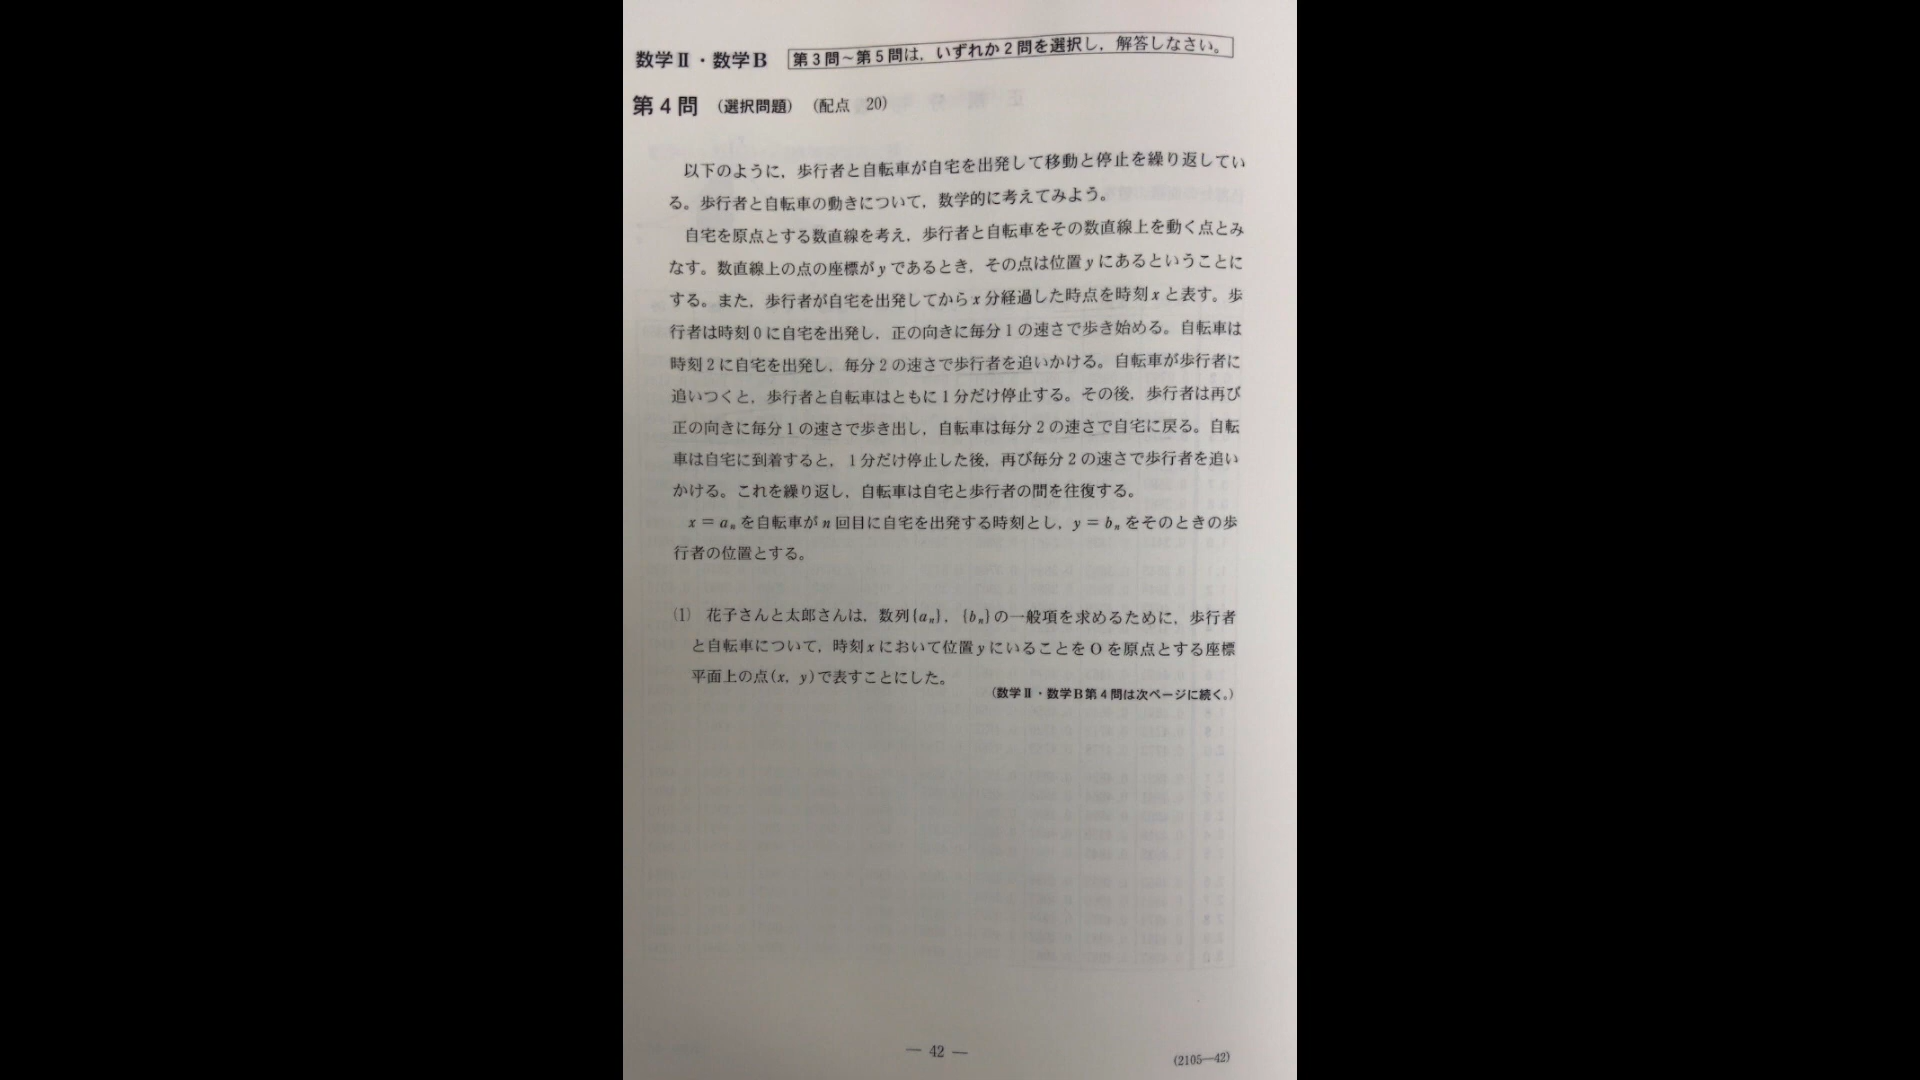 数学Ⅱ・数学B 第3問~第5問は，いずれか2問を選択し，解答しなさい。
第4問 (選択問題) (配点 20)
以下のように，歩行者と自転車が自宅を出発して移動と停止を繰り返してい
る。歩行者と自転車の動きについて，数学的に考えてみよう。
自宅を原点とする数直線を考え，歩行者と自転車をその数直線上を動く点とみ
なす。数直線上の点の座標がyであるとき，その点は位置yにあるということに
する。また，歩行者が自宅を出発してからx分経過した時点を時刻xと表す。歩
行者は時刻0に自宅を出発し，正の向きに毎分1の速さで歩き始める。自転車は
時刻2に自宅を出発し，毎分2の速さで歩行者を追いかける。自転車が歩行者に
追いつくと，歩行者と自転車はともに1分だけ停止する。その後，歩行者は再び
正の向きに毎分1の速さで歩き出し，自転車は毎分2の速さで自宅に戻る。自転
車は自宅に到着すると，1分だけ停止した後，再び毎分2の速さで歩行者を追い
かける。これを繰り返し，自転車は自宅と歩行者の間を往復する。
x = aₙ を自転車がn回目に自宅を出発する時刻とし，y = bₙ をそのときの歩
行者の位置とする。
(1) 花子さんと太郎さんは，数列{aₙ}，{bₙ}の一般項を求めるために，歩行者
と自転車について，時刻xにおいて位置yにいることをOを原点とする座標
平面上の点(x, y)で表すことにした。
(数学Ⅱ・数学B第4問は次ページに続く。)
— 42 —
(2105—42)